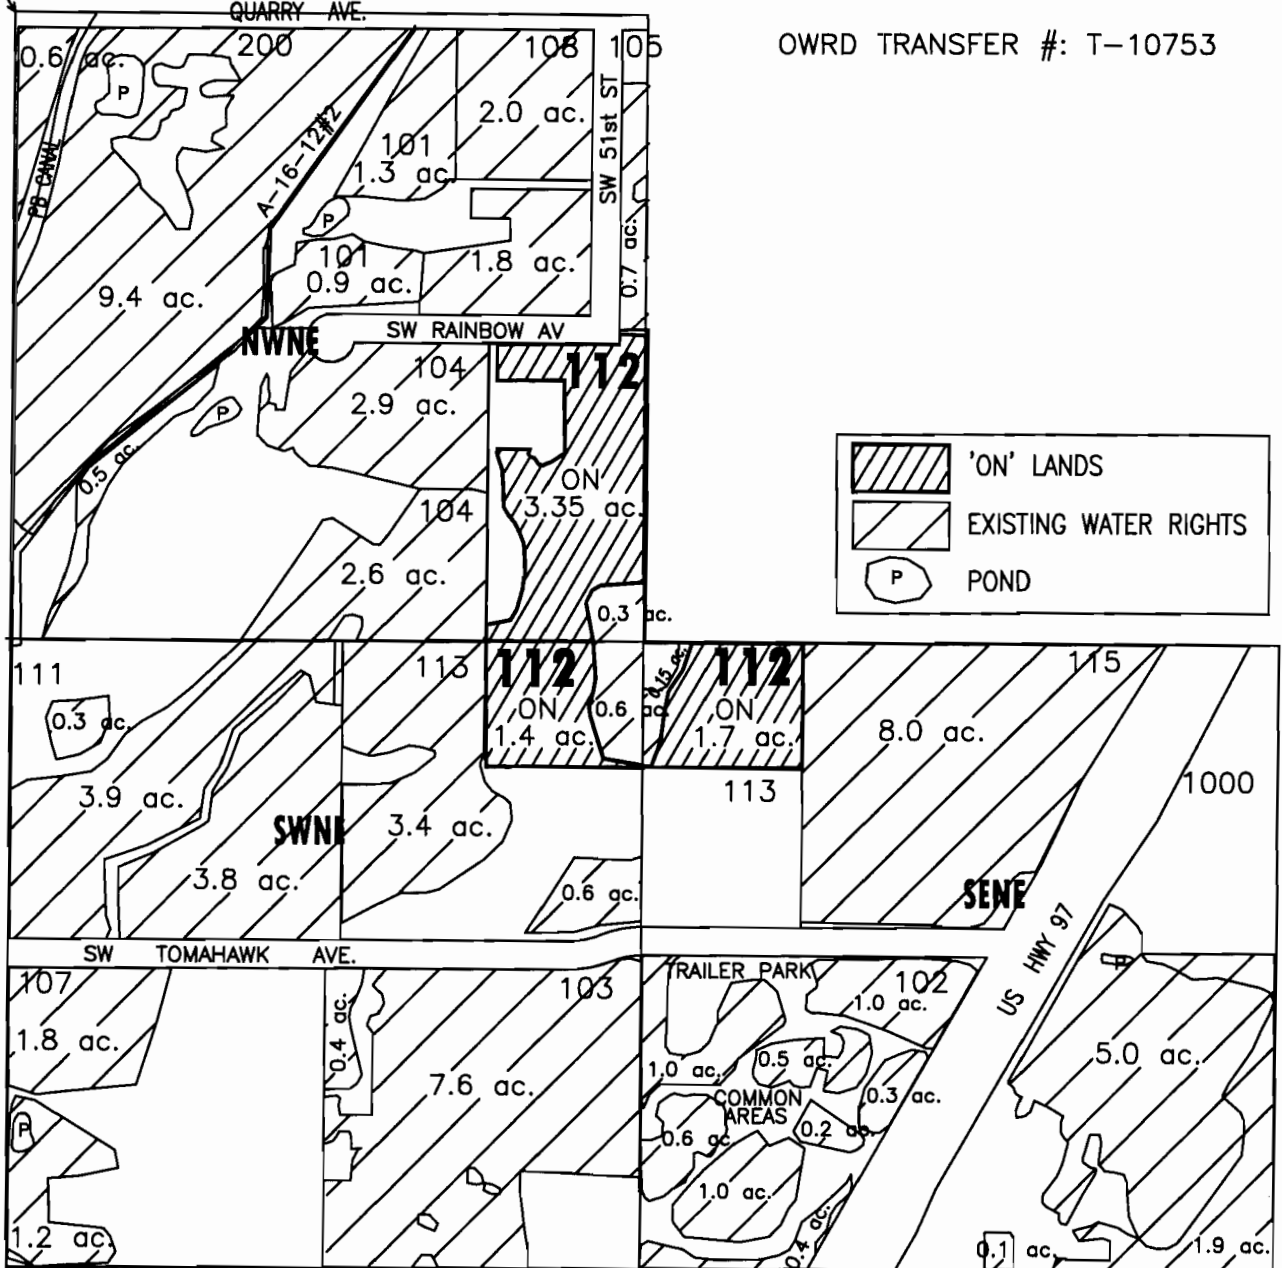 QUARRY AVE.
OWRD TRANSFER #: T-10753
0.6 ac.
200
108
105
P
2.0 ac.
SW 51st ST
A-16-12#2
101
1.3 ac.
PB CANAL
P
101
0.9 ac.
1.8 ac.
0.7 ac.
9.4 ac.
NWNE
SW RAINBOW AV
112
104
2.9 ac.
P
0.5 ac.
ON
3.35 ac.
104
2.6 ac.
0.3 ac.
'ON' LANDS
EXISTING WATER RIGHTS
P
POND
111
113
112
0.15 ac.
112
115
0.3 ac.
ON
1.4 ac.
0.6 ac.
ON
1.7 ac.
8.0 ac.
3.9 ac.
113
1000
SWNE
3.4 ac.
3.8 ac.
0.6 ac.
SENE
SW TOMAHAWK AVE.
US HWY 97
P
107
103
TRAILER PARK
102
1.0 ac.
1.8 ac.
0.4 ac.
7.6 ac.
1.0 ac.
0.5 ac.
5.0 ac.
COMMON
AREAS
0.3 ac.
P
0.6 ac
0.2 ac.
1.0 ac.
1.2 ac.
0.4 ac.
0.1 ac.
1.9 ac.